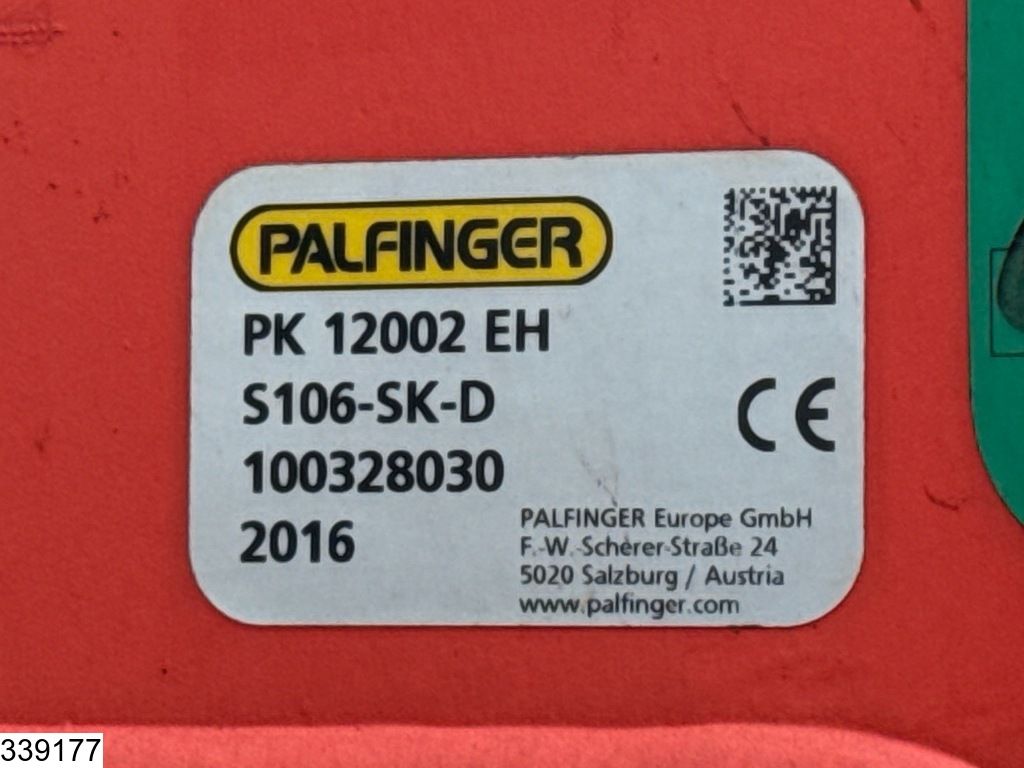 PALFINGER
PK 12002 EH
S106-SK-D
100328030
2016
PALFINGER Europe GmbH
F.-W.-Scherer-Straße 24
5020 Salzburg / Austria
www.palfinger.com
CE
339177